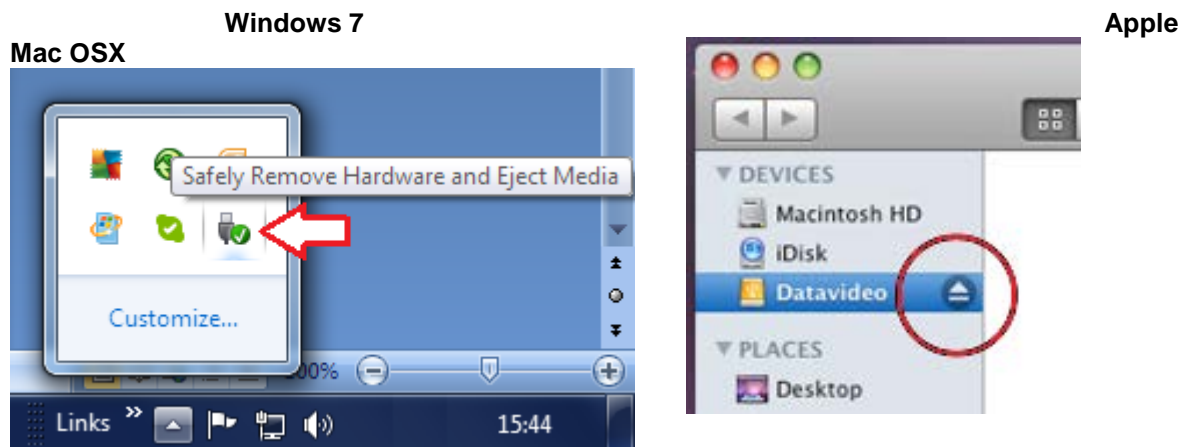 Windows 7 Apple
Mac OSX
Safely Remove Hardware and Eject Media
Customize...
Links »
15:44
DEVICES
Macintosh HD
iDisk
Datavideo
PLACES
Desktop